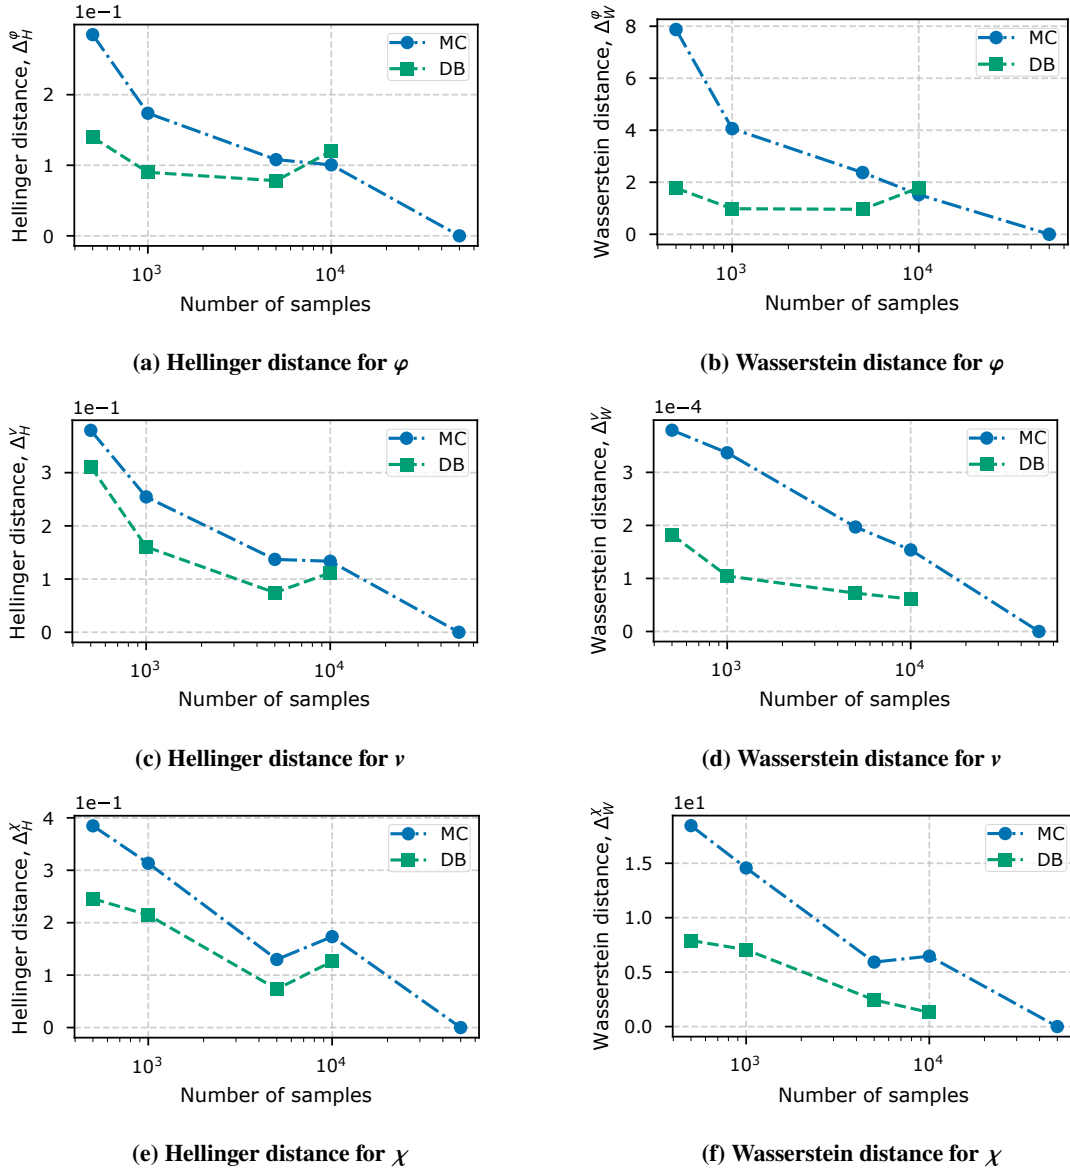 1e−1
Hellinger distance, Δ_H^φ
2
1
0
MC
DB
10^3
10^4
Number of samples
(a) Hellinger distance for φ
Wasserstein distance, Δ_W^φ
8
6
4
2
0
MC
DB
10^3
10^4
Number of samples
(b) Wasserstein distance for φ
1e−1
Hellinger distance, Δ_H^ν
3
2
1
0
MC
DB
10^3
10^4
Number of samples
(c) Hellinger distance for ν
1e−4
Wasserstein distance, Δ_W^ν
3
2
1
0
MC
DB
10^3
10^4
Number of samples
(d) Wasserstein distance for ν
1e−1
Hellinger distance, Δ_H^χ
4
3
2
1
0
MC
DB
10^3
10^4
Number of samples
(e) Hellinger distance for χ
1e1
Wasserstein distance, Δ_W^χ
1.5
1.0
0.5
0.0
MC
DB
10^3
10^4
Number of samples
(f) Wasserstein distance for χ